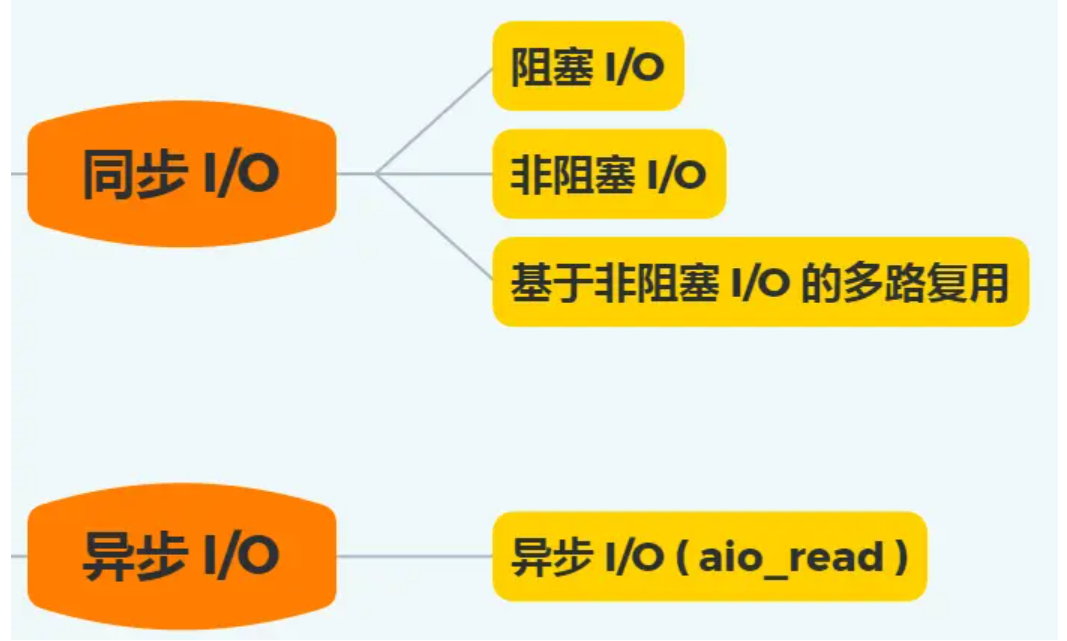 同步 I/O
阻塞 I/O
非阻塞 I/O
基于非阻塞 I/O 的多路复用
异步 I/O
异步 I/O ( aio_read )